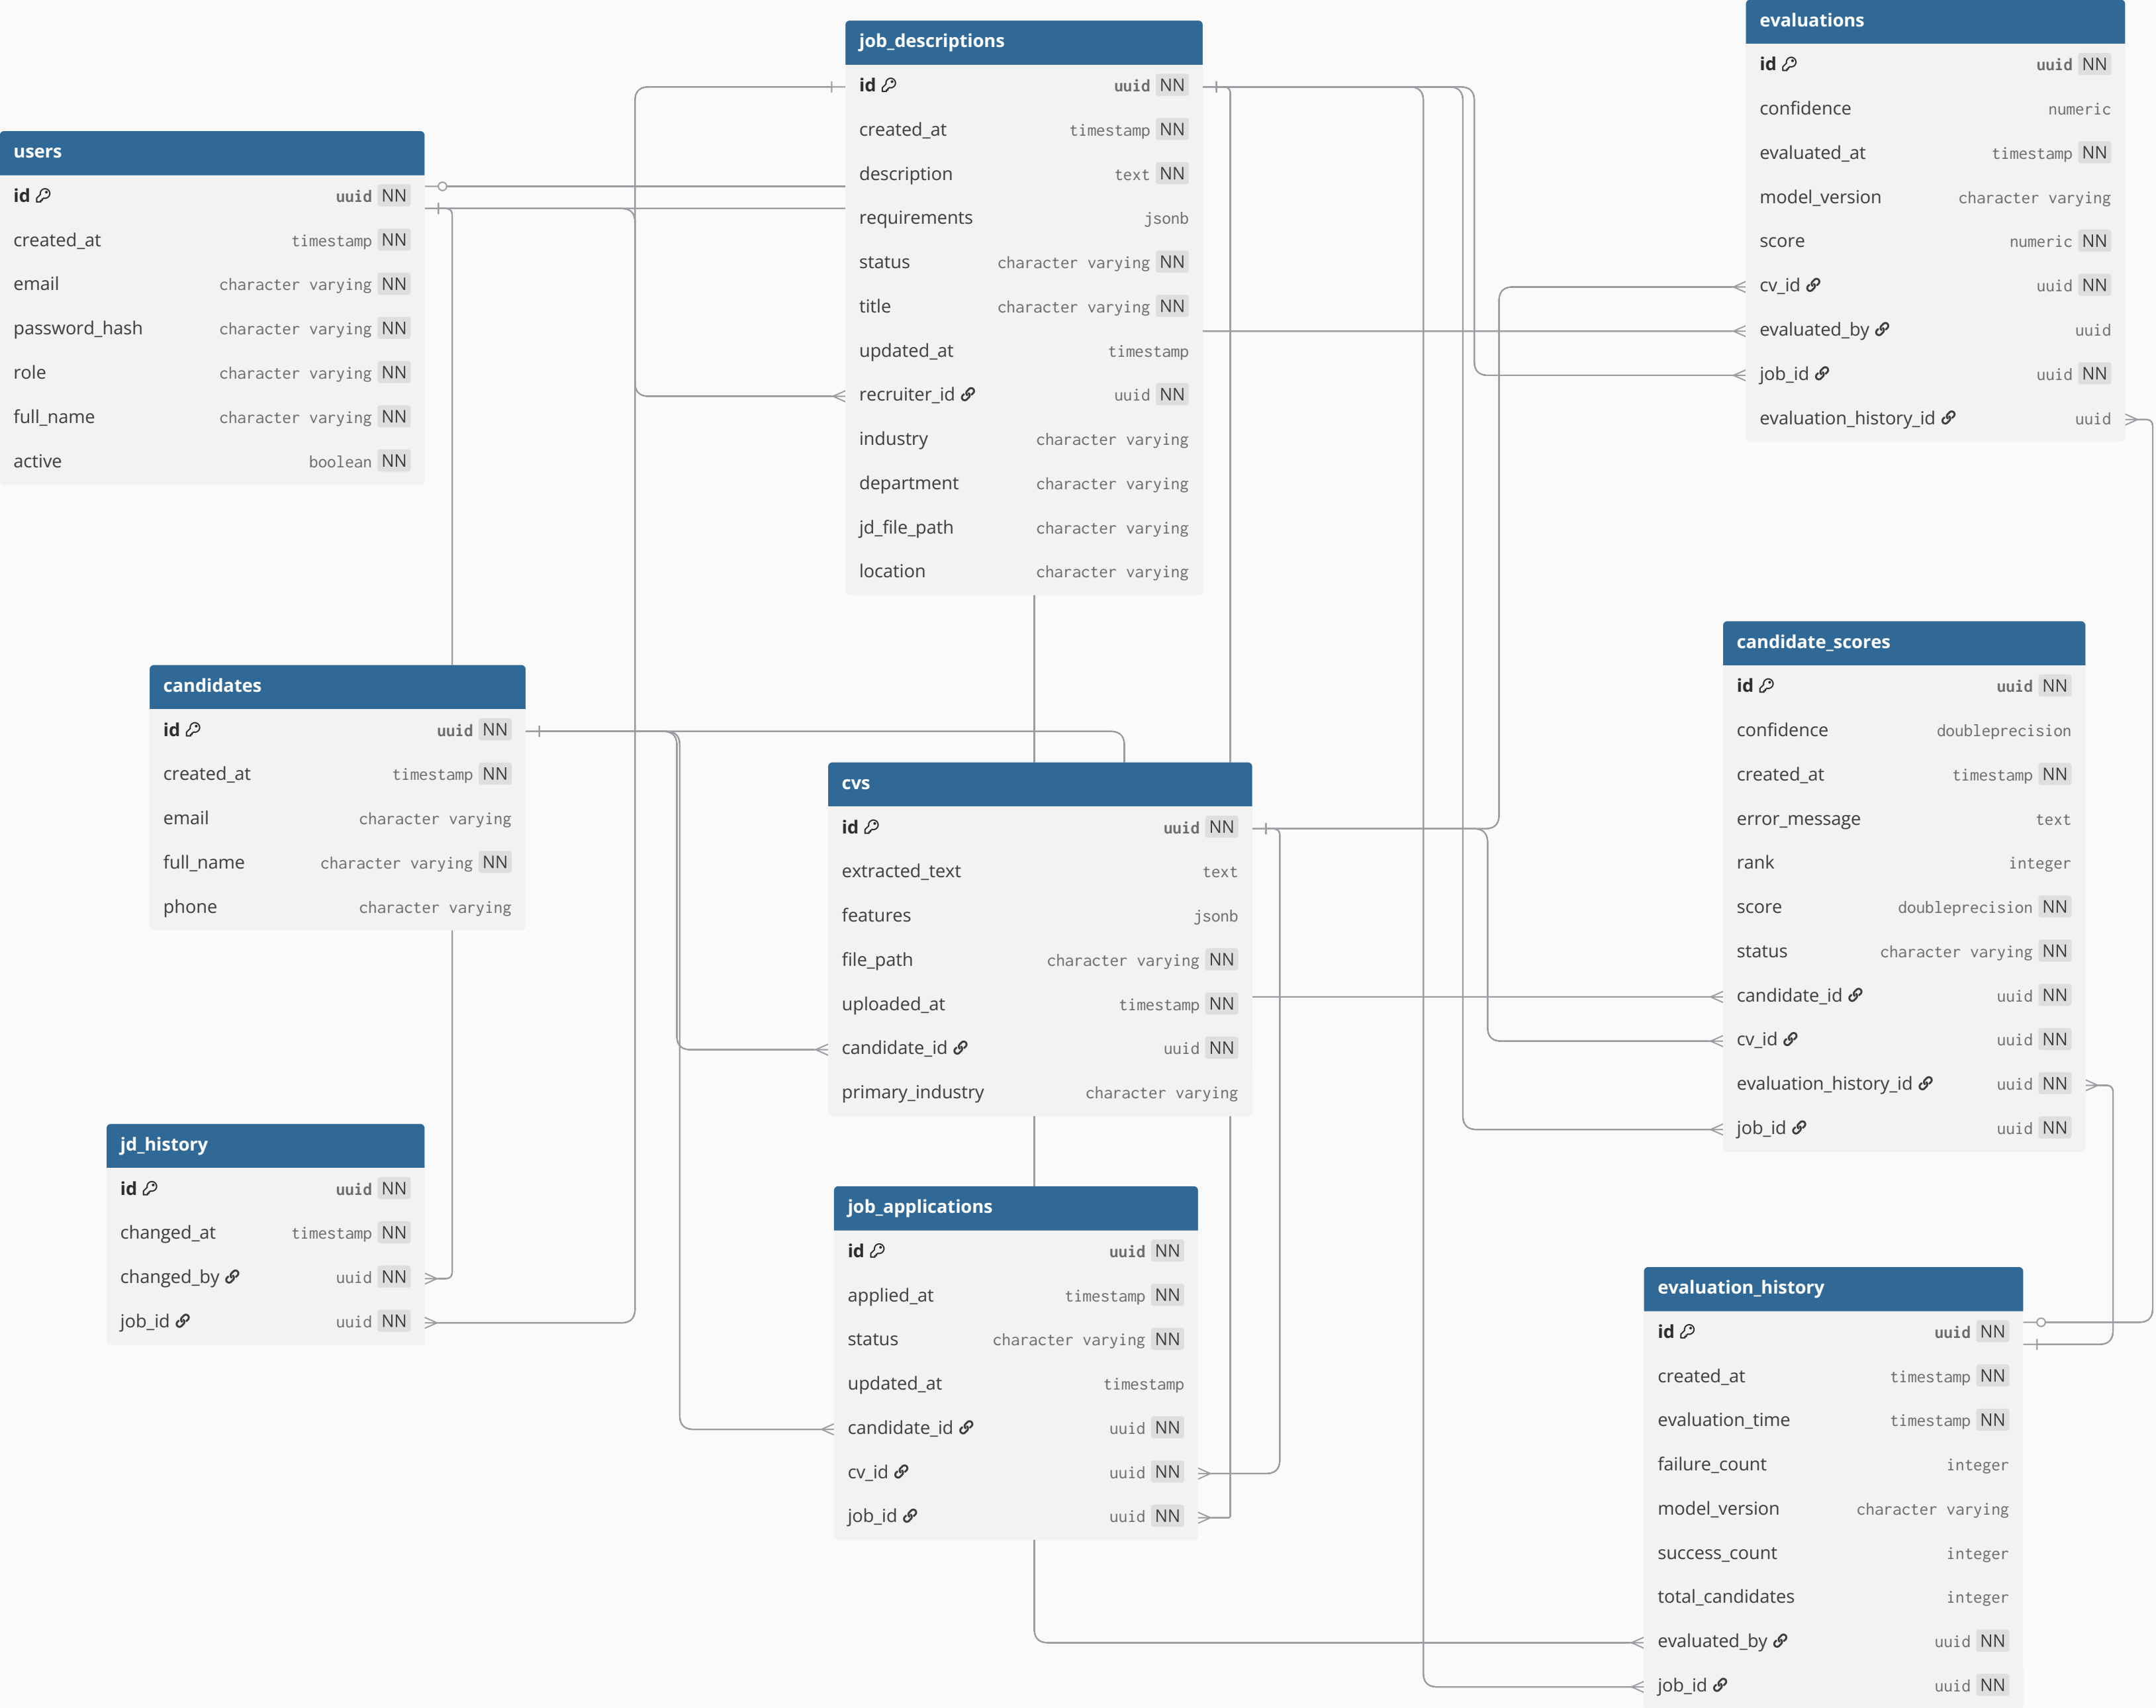 users
id uuid NN
created_at timestamp NN
email character varying NN
password_hash character varying NN
role character varying NN
full_name character varying NN
active boolean NN
job_descriptions
id uuid NN
created_at timestamp NN
description text NN
requirements jsonb
status character varying NN
title character varying NN
updated_at timestamp
recruiter_id uuid NN
industry character varying
department character varying
jd_file_path character varying
location character varying
evaluations
id uuid NN
confidence numeric
evaluated_at timestamp NN
model_version character varying
score numeric NN
cv_id uuid NN
evaluated_by uuid
job_id uuid NN
evaluation_history_id uuid
candidates
id uuid NN
created_at timestamp NN
email character varying
full_name character varying NN
phone character varying
cvs
id uuid NN
extracted_text text
features jsonb
file_path character varying NN
uploaded_at timestamp NN
candidate_id uuid NN
primary_industry character varying
candidate_scores
id uuid NN
confidence doubleprecision
created_at timestamp NN
error_message text
rank integer
score doubleprecision NN
status character varying NN
candidate_id uuid NN
cv_id uuid NN
evaluation_history_id uuid NN
job_id uuid NN
jd_history
id uuid NN
changed_at timestamp NN
changed_by uuid NN
job_id uuid NN
job_applications
id uuid NN
applied_at timestamp NN
status character varying NN
updated_at timestamp
candidate_id uuid NN
cv_id uuid NN
job_id uuid NN
evaluation_history
id uuid NN
created_at timestamp NN
evaluation_time timestamp NN
failure_count integer
model_version character varying
success_count integer
total_candidates integer
evaluated_by uuid NN
job_id uuid NN